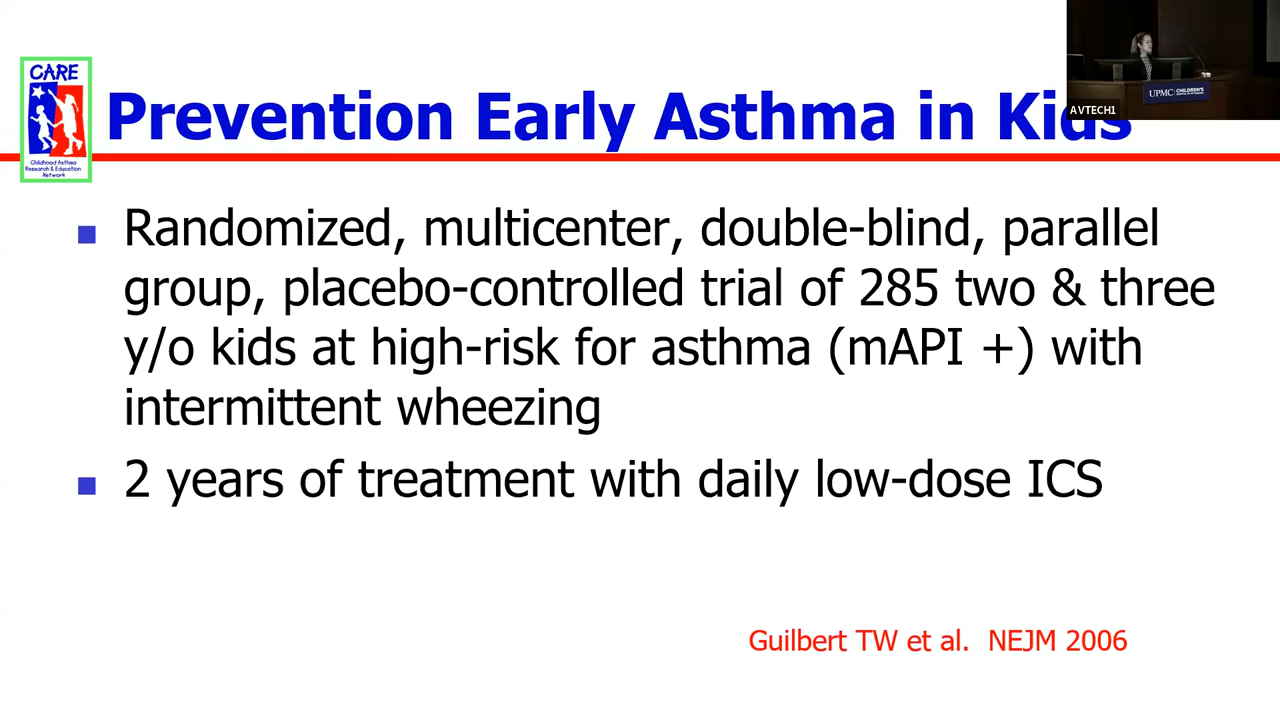 CARE
Childhood Asthma
Research & Education
Network
Prevention Early Asthma in Kids
UPMC CHILDREN'S
AVTECH1
Randomized, multicenter, double-blind, parallel
group, placebo-controlled trial of 285 two & three
y/o kids at high-risk for asthma (mAPI +) with
intermittent wheezing
2 years of treatment with daily low-dose ICS
Guilbert TW et al. NEJM 2006